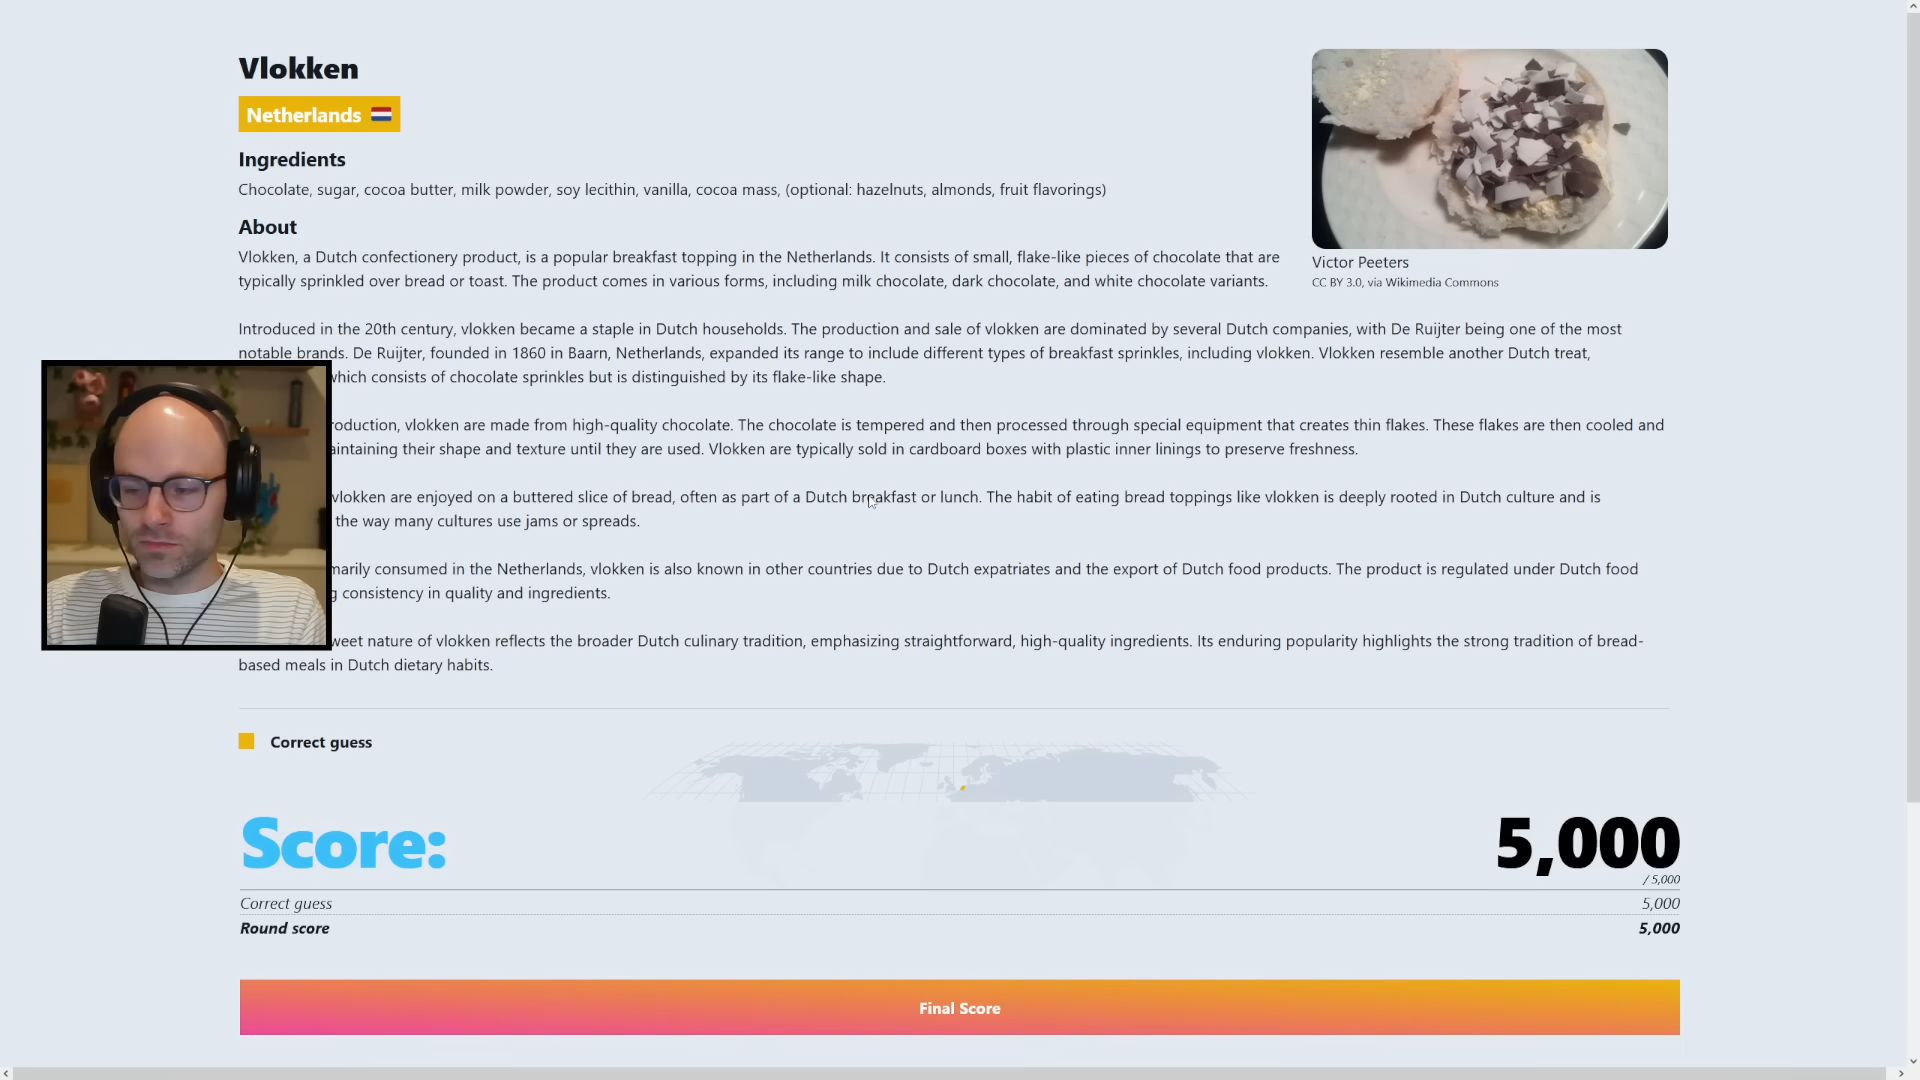 Vlokken
Netherlands
Ingredients
Chocolate, sugar, cocoa butter, milk powder, soy lecithin, vanilla, cocoa mass, (optional: hazelnuts, almonds, fruit flavorings)
About
Vlokken, a Dutch confectionery product, is a popular breakfast topping in the Netherlands. It consists of small, flake-like pieces of chocolate that are
typically sprinkled over bread or toast. The product comes in various forms, including milk chocolate, dark chocolate, and white chocolate variants.
Victor Peeters
CC BY 3.0, via Wikimedia Commons
Introduced in the 20th century, vlokken became a staple in Dutch households. The production and sale of vlokken are dominated by several Dutch companies, with De Ruijter being one of the most
notable brands. De Ruijter, founded in 1860 in Baarn, Netherlands, expanded its range to include different types of breakfast sprinkles, including vlokken. Vlokken resemble another Dutch treat,
which consists of chocolate sprinkles but is distinguished by its flake-like shape.
roduction, vlokken are made from high-quality chocolate. The chocolate is tempered and then processed through special equipment that creates thin flakes. These flakes are then cooled and
aintaining their shape and texture until they are used. Vlokken are typically sold in cardboard boxes with plastic inner linings to preserve freshness.
vlokken are enjoyed on a buttered slice of bread, often as part of a Dutch breakfast or lunch. The habit of eating bread toppings like vlokken is deeply rooted in Dutch culture and is
the way many cultures use jams or spreads.
marily consumed in the Netherlands, vlokken is also known in other countries due to Dutch expatriates and the export of Dutch food products. The product is regulated under Dutch food
g consistency in quality and ingredients.
weet nature of vlokken reflects the broader Dutch culinary tradition, emphasizing straightforward, high-quality ingredients. Its enduring popularity highlights the strong tradition of bread-
based meals in Dutch dietary habits.
Correct guess
Score:
5,000
/ 5,000
Correct guess
5,000
Round score
5,000
Final Score